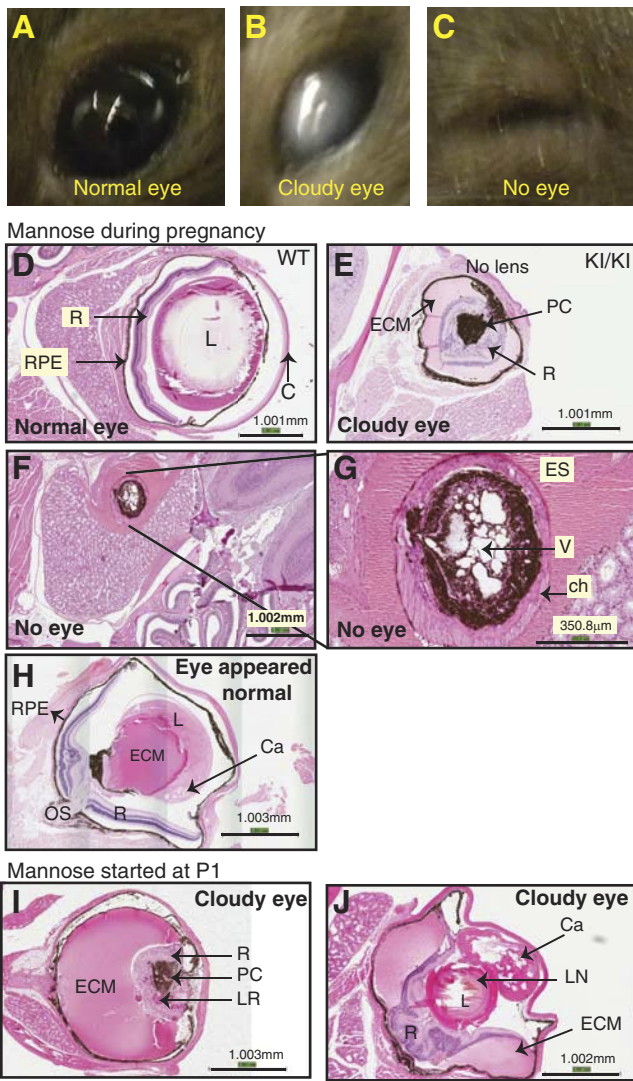 A
Normal eye
B
Cloudy eye
C
No eye
Mannose during pregnancy
D
WT
R
RPE
L
C
1.001mm
Normal eye
E
KI/KI
No lens
ECM
PC
R
1.001mm
Cloudy eye
F
1.002mm
No eye
G
ES
V
ch
350.8µm
No eye
H
Eye appeared
normal
RPE
L
ECM
Ca
OS
R
1.003mm
Mannose started at P1
I
Cloudy eye
ECM
R
PC
LR
1.003mm
J
Cloudy eye
Ca
LN
L
R
ECM
1.002mm